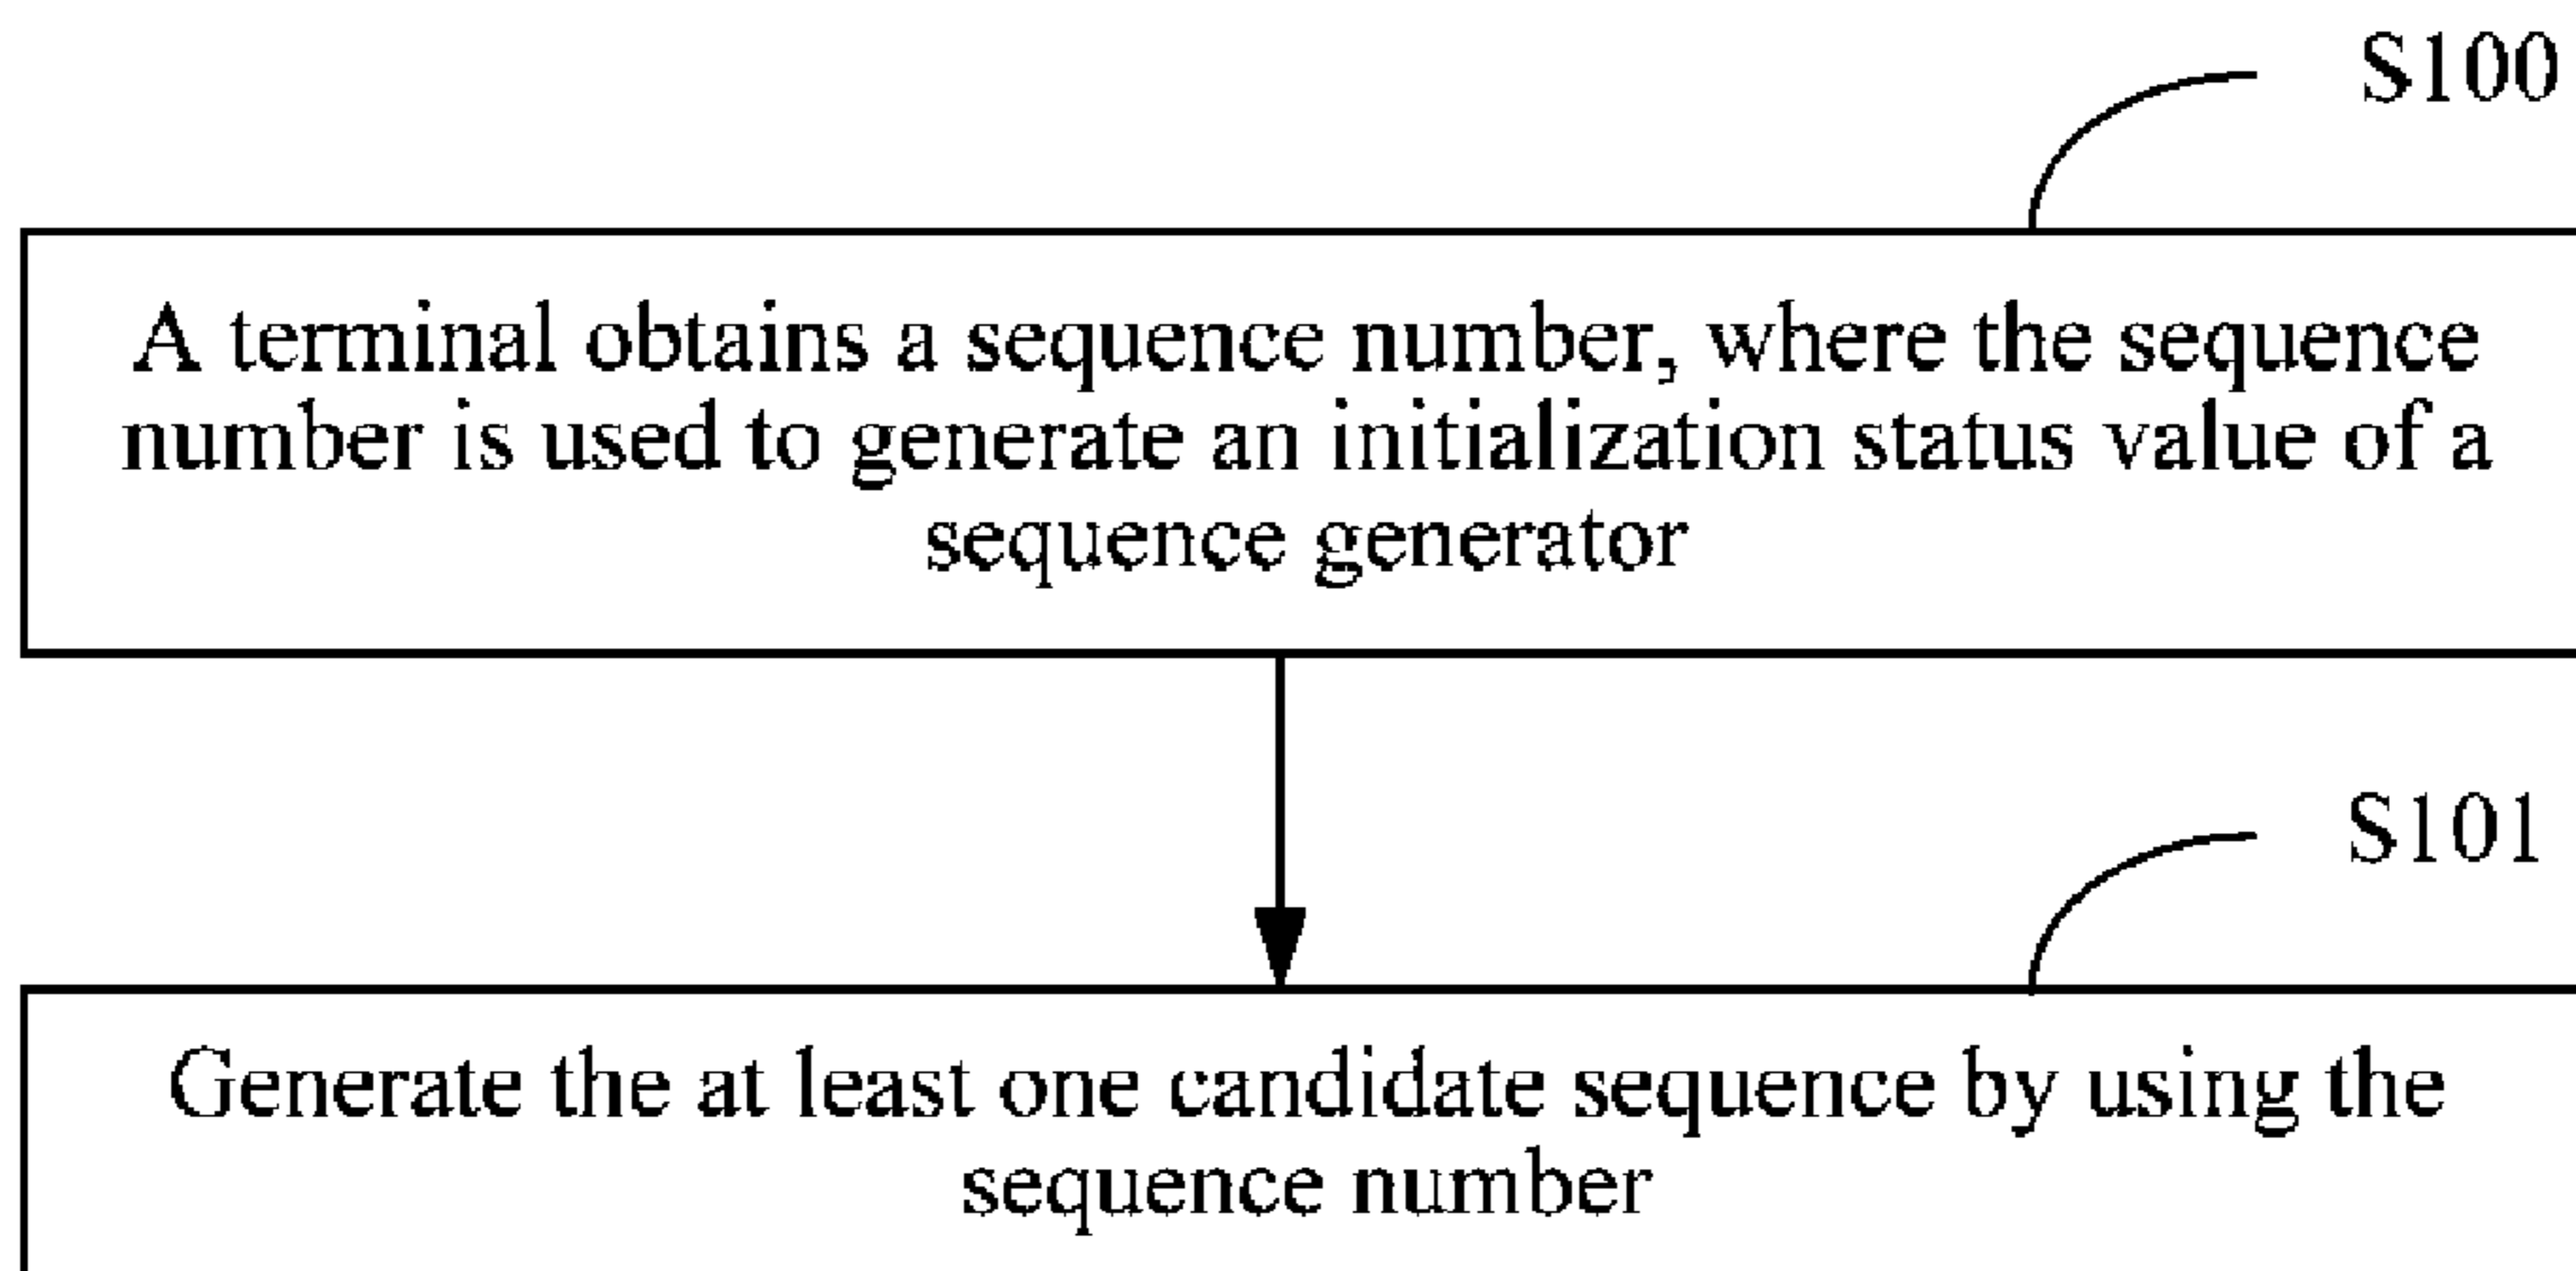 S100
A terminal obtains a sequence number, where the sequence
number is used to generate an initialization status value of a
sequence generator
S101
Generate the at least one candidate sequence by using the
sequence number